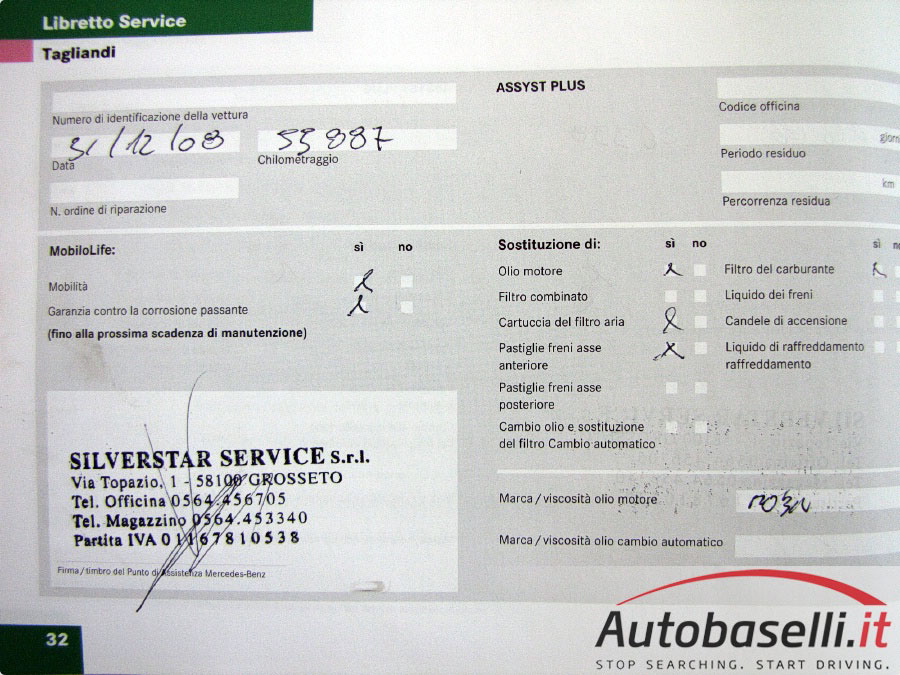 Libretto Service
Tagliandi
Numero di identificazione della vettura
31/12/08
Data
Chilometraggio
N. ordine di riparazione
ASSYST PLUS
Codice officina
giorn
Periodo residuo
km
Percorrenza residua
MobiloLife: sì no
Mobilità
Garanzia contro la corrosione passante
(fino alla prossima scadenza di manutenzione)
SILVERSTAR SERVICE S.r.l.
Via Topazio, 1 - 58100 GROSSETO
Tel. Officina 0564.456705
Tel. Magazzino 0564.453340
Partita IVA 01167810538
Firma/timbro del Punto di Assistenza Mercedes-Benz
Sostituzione di: sì no
Olio motore
Filtro combinato
Cartuccia del filtro aria
Pastiglie freni asse
anteriore
Pastiglie freni asse
posteriore
Cambio olio e sostituzione
del filtro Cambio automatico
sì
Filtro del carburante
Liquido dei freni
Candele di accensione
Liquido di raffreddamento
raffreddamento
Marca/viscosità olio motore
Marca/viscosità olio cambio automatico
32
Autobaselli.it
STOP SEARCHING. START DRIVING.